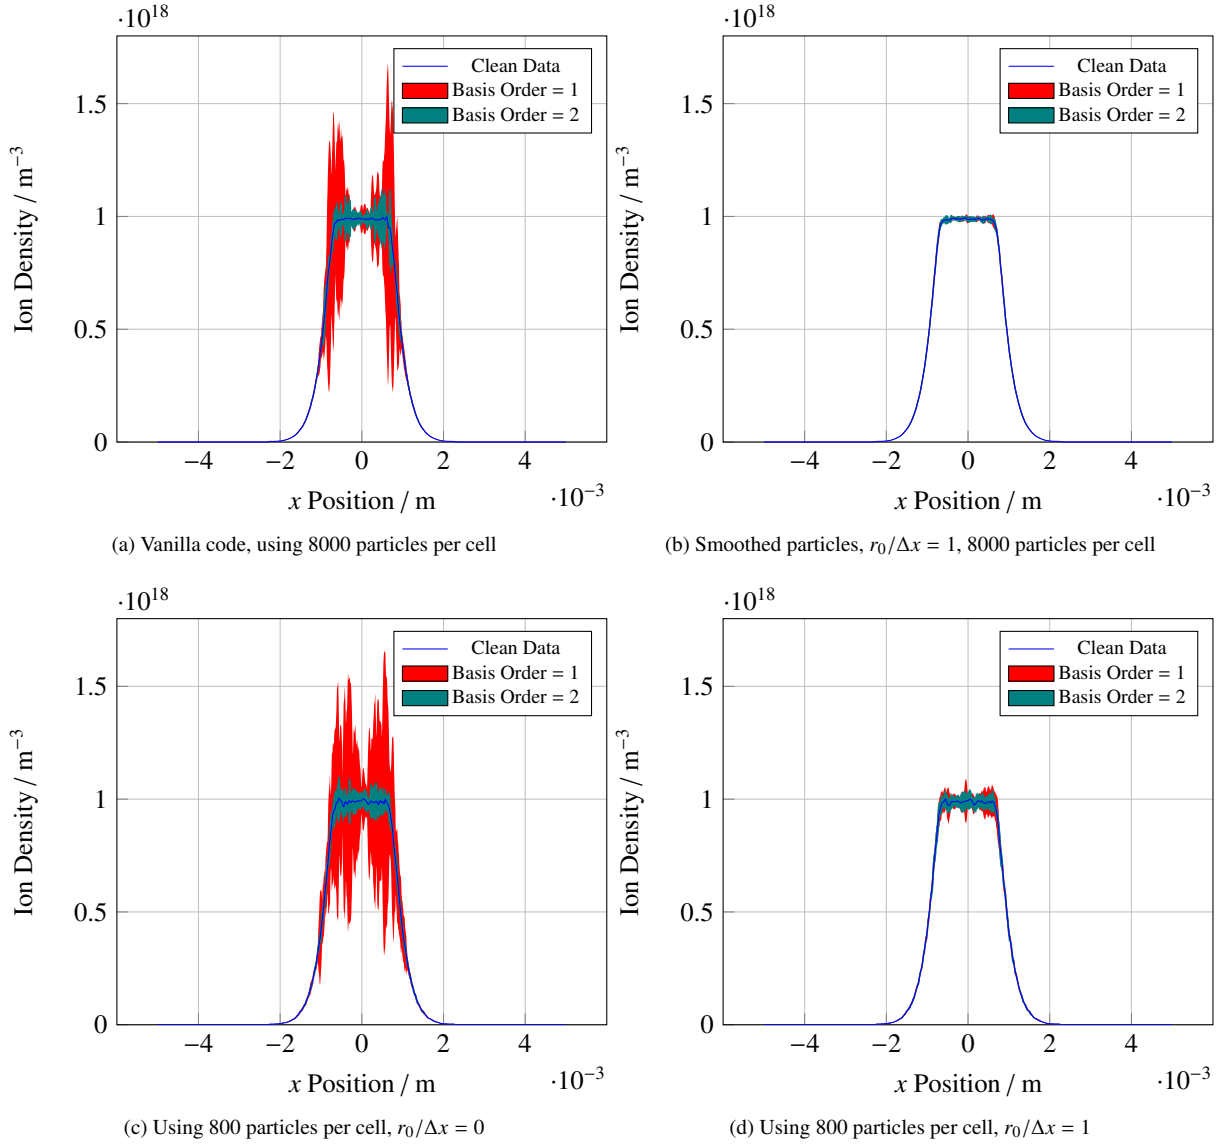 ·10^18
Ion Density / m^−3
1.5
1
0.5
0
Clean Data
Basis Order = 1
Basis Order = 2
−4 −2 0 2 4
x Position / m ·10^−3
(a) Vanilla code, using 8000 particles per cell
·10^18
Ion Density / m^−3
1.5
1
0.5
0
Clean Data
Basis Order = 1
Basis Order = 2
−4 −2 0 2 4
x Position / m ·10^−3
(b) Smoothed particles, r₀/Δx = 1, 8000 particles per cell
·10^18
Ion Density / m^−3
1.5
1
0.5
0
Clean Data
Basis Order = 1
Basis Order = 2
−4 −2 0 2 4
x Position / m ·10^−3
(c) Using 800 particles per cell, r₀/Δx = 0
·10^18
Ion Density / m^−3
1.5
1
0.5
0
Clean Data
Basis Order = 1
Basis Order = 2
−4 −2 0 2 4
x Position / m ·10^−3
(d) Using 800 particles per cell, r₀/Δx = 1